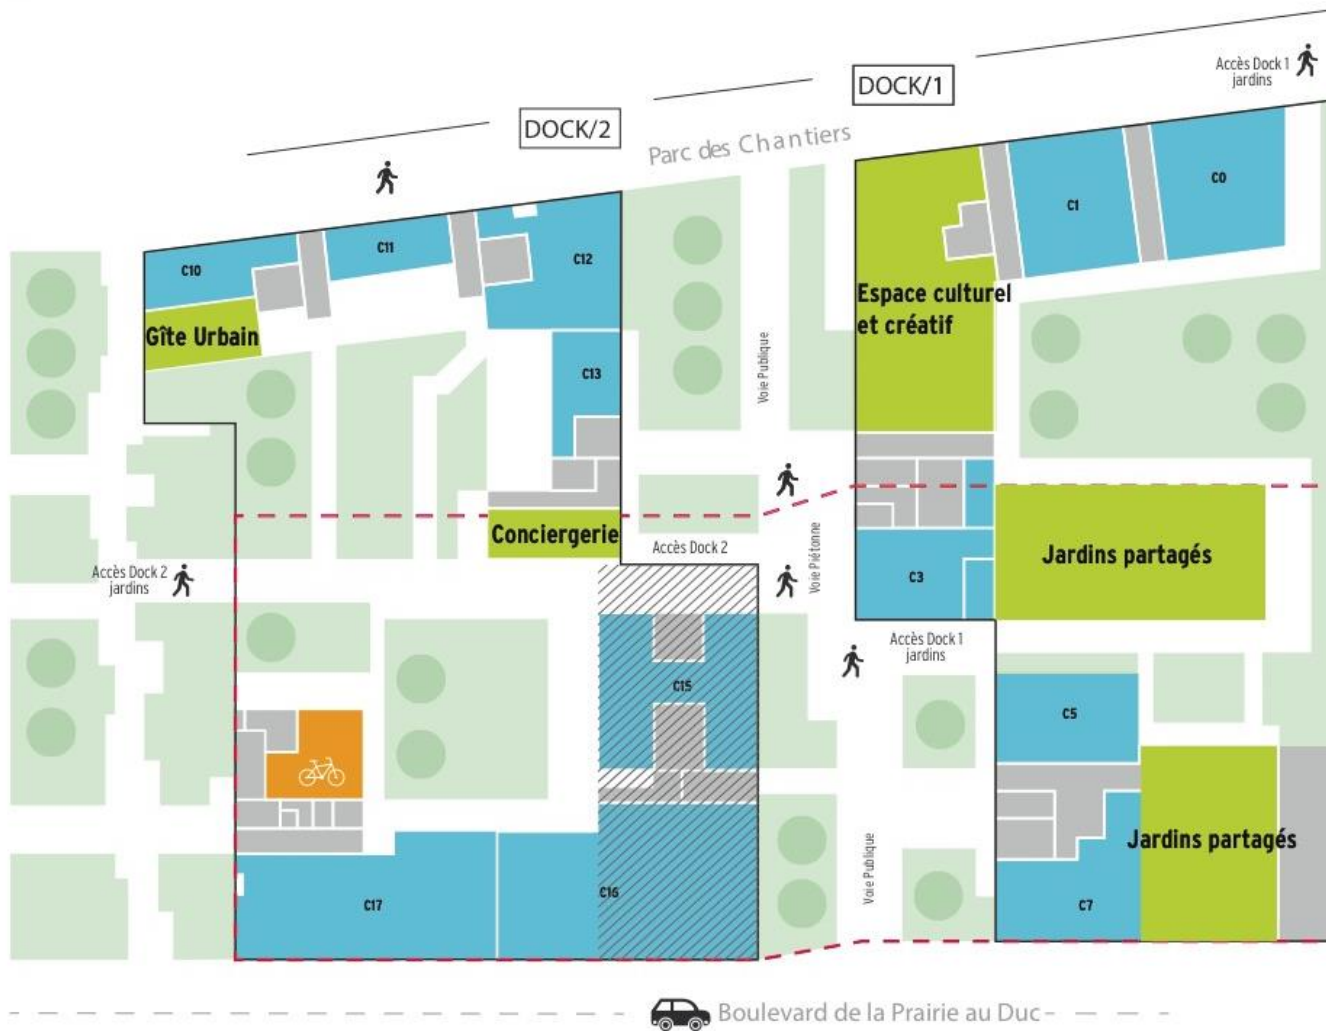 Accès Dock 1
jardins
DOCK/1
DOCK/2
Parc des Chantiers
C0
C1
C10
C11
C12
Gîte Urbain
Espace culturel
et créatif
C13
Voie Publique
Conciergerie
Accès Dock 2
Voie Piétonne
Jardins partagés
C3
Accès Dock 2
jardins
Accès Dock 1
jardins
C15
C5
Jardins partagés
Voie Publique
C16
C17
C7
Boulevard de la Prairie au Duc